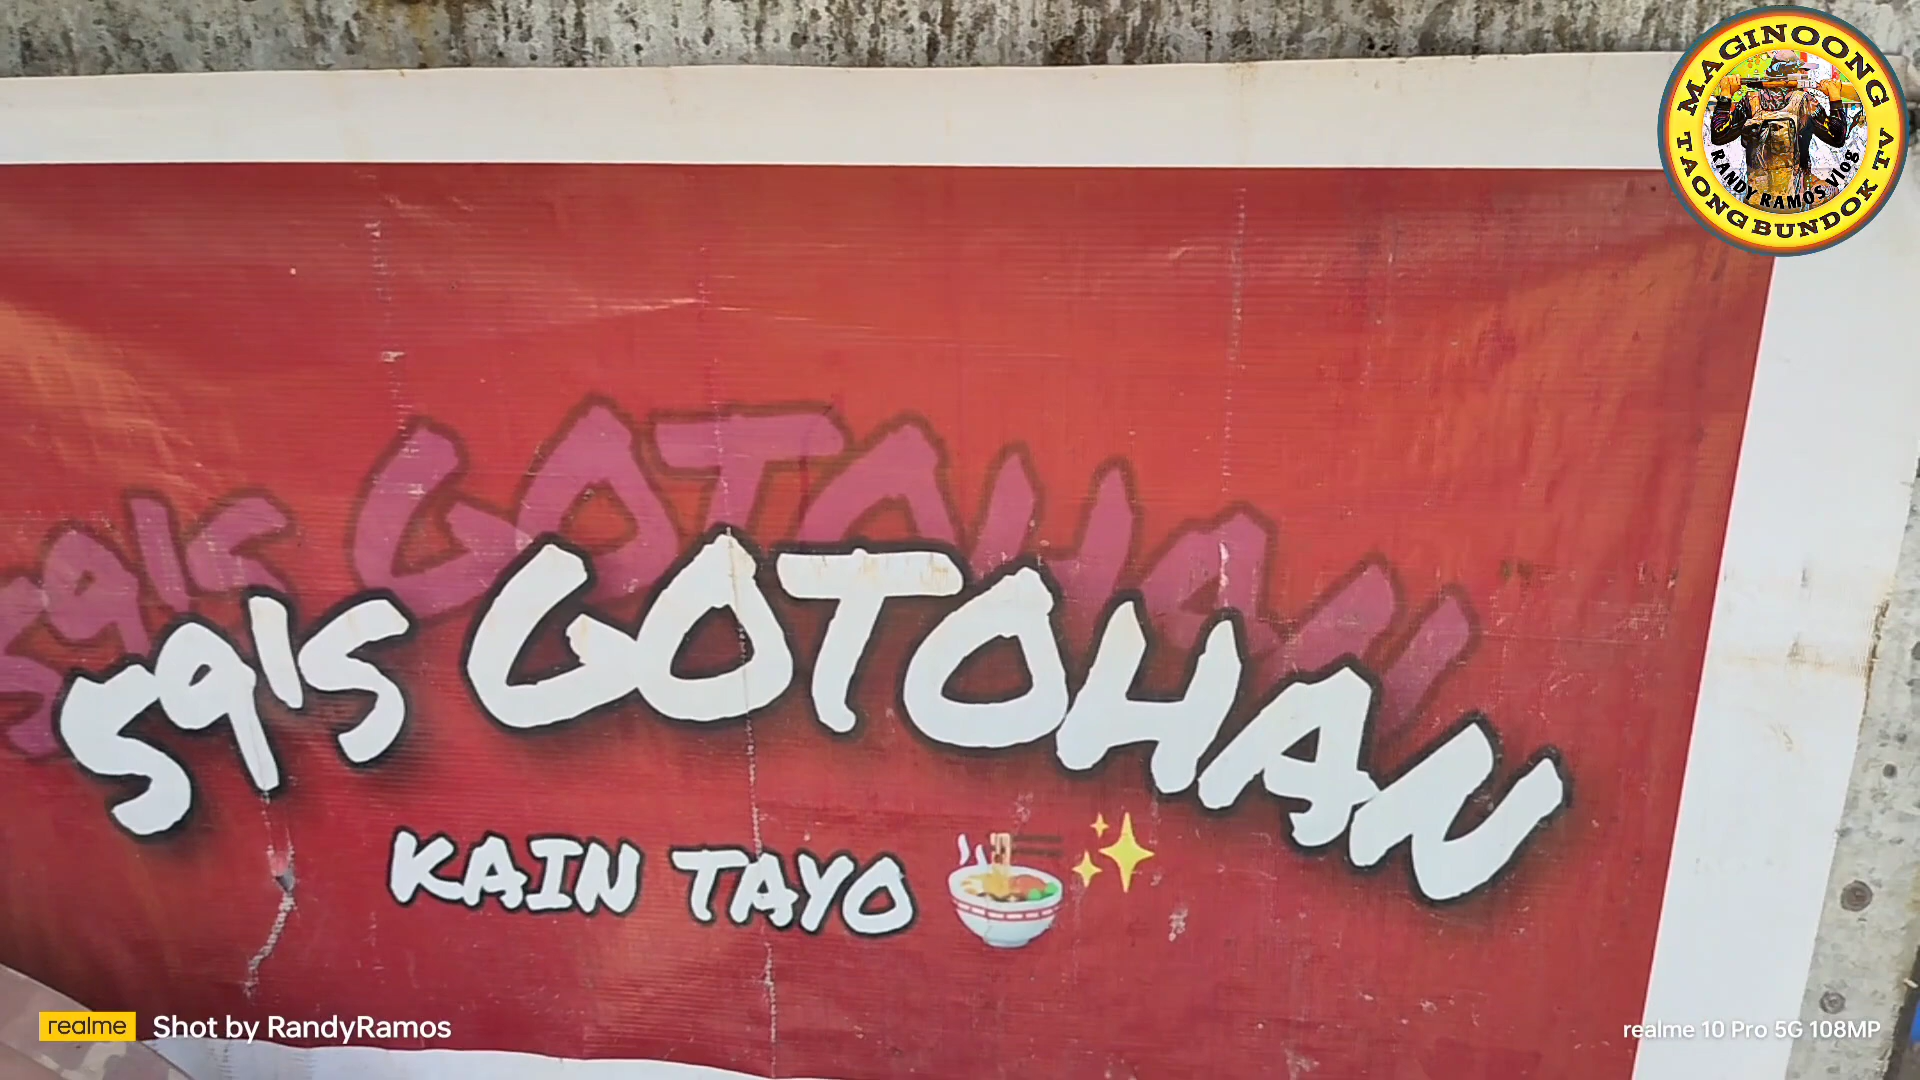 MAGINOONG
TAONG BUNDOK TV
RANDY RAMOS Vlog
59's GOTOHAN
KAIN TAYO
realme Shot by RandyRamos
realme 10 Pro 5G 108MP